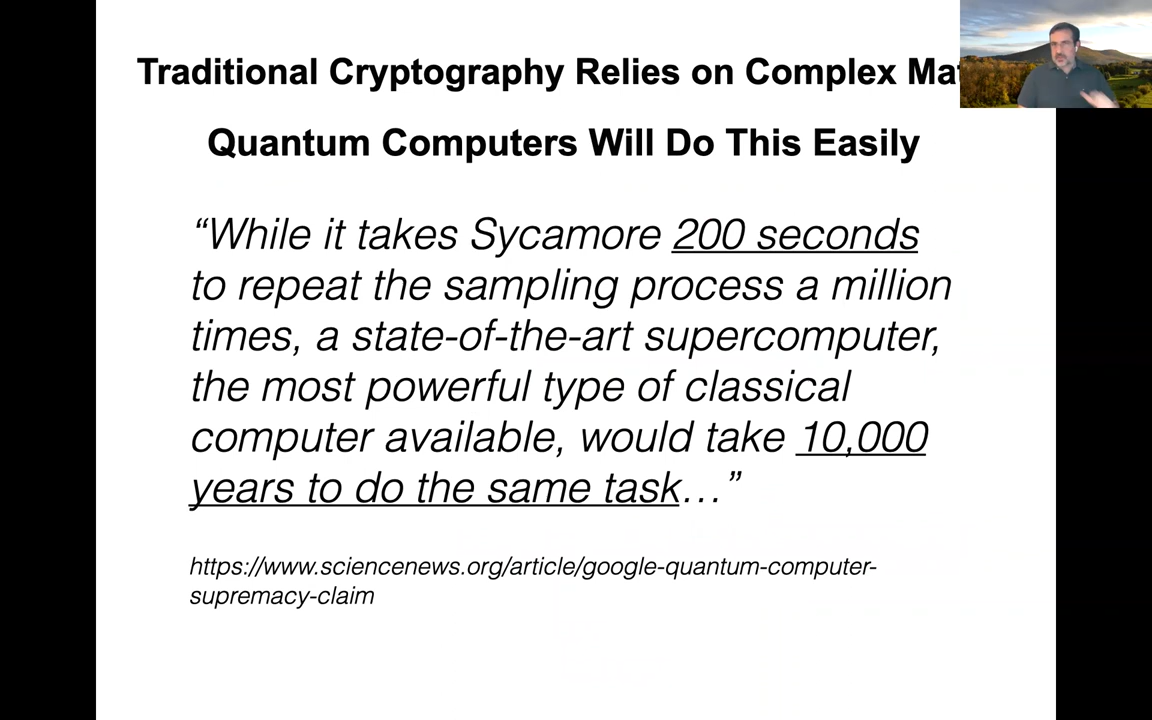 Traditional Cryptography Relies on Complex
Quantum Computers Will Do This Easily
“While it takes Sycamore 200 seconds
to repeat the sampling process a million
times, a state-of-the-art supercomputer,
the most powerful type of classical
computer available, would take 10,000
years to do the same task…”
https://www.sciencenews.org/article/google-quantum-computer-
supremacy-claim